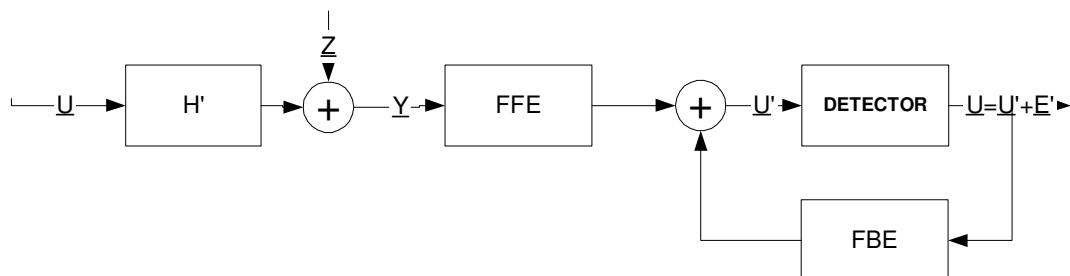 Z
U
H'
+
Y
FFE
+
U'
DETECTOR
U=U'+E'
FBE